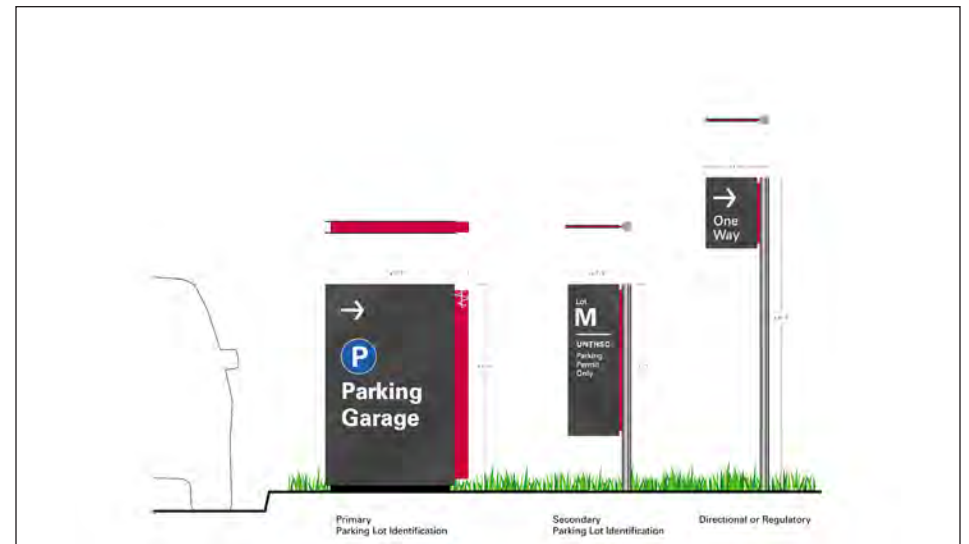 One
Way
Lot
M
UNTHSC
Parking
Permit
Only
P
Parking
Garage
Primary
Parking Lot Identification
Secondary
Parking Lot Identification
Directional or Regulatory